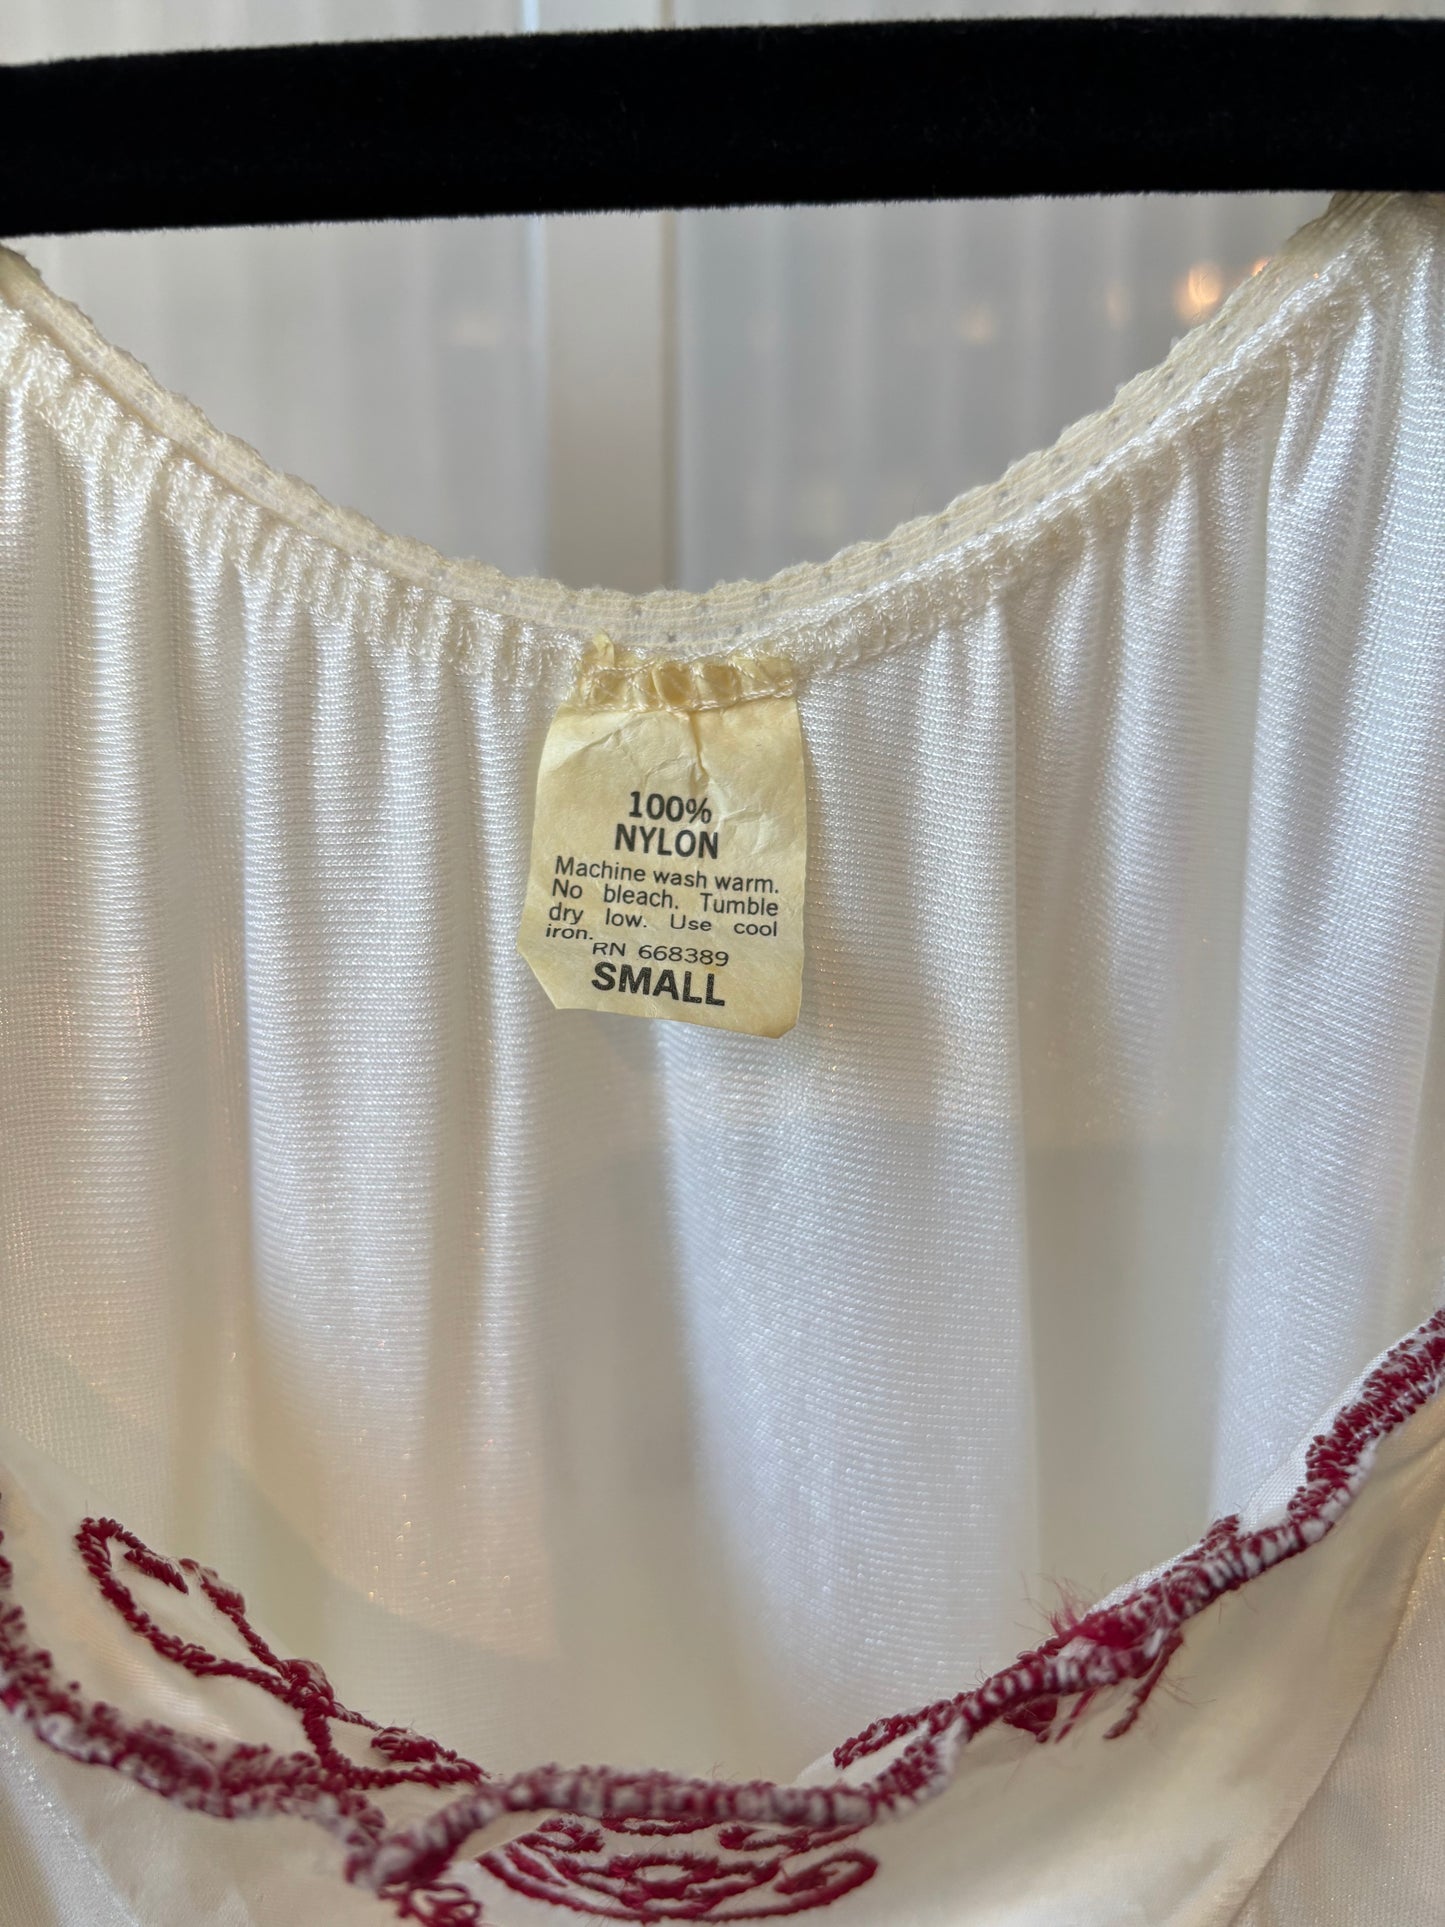 100%
NYLON
Machine wash warm.
No bleach. Tumble
dry low. Use cool
iron.
RN 668389
SMALL